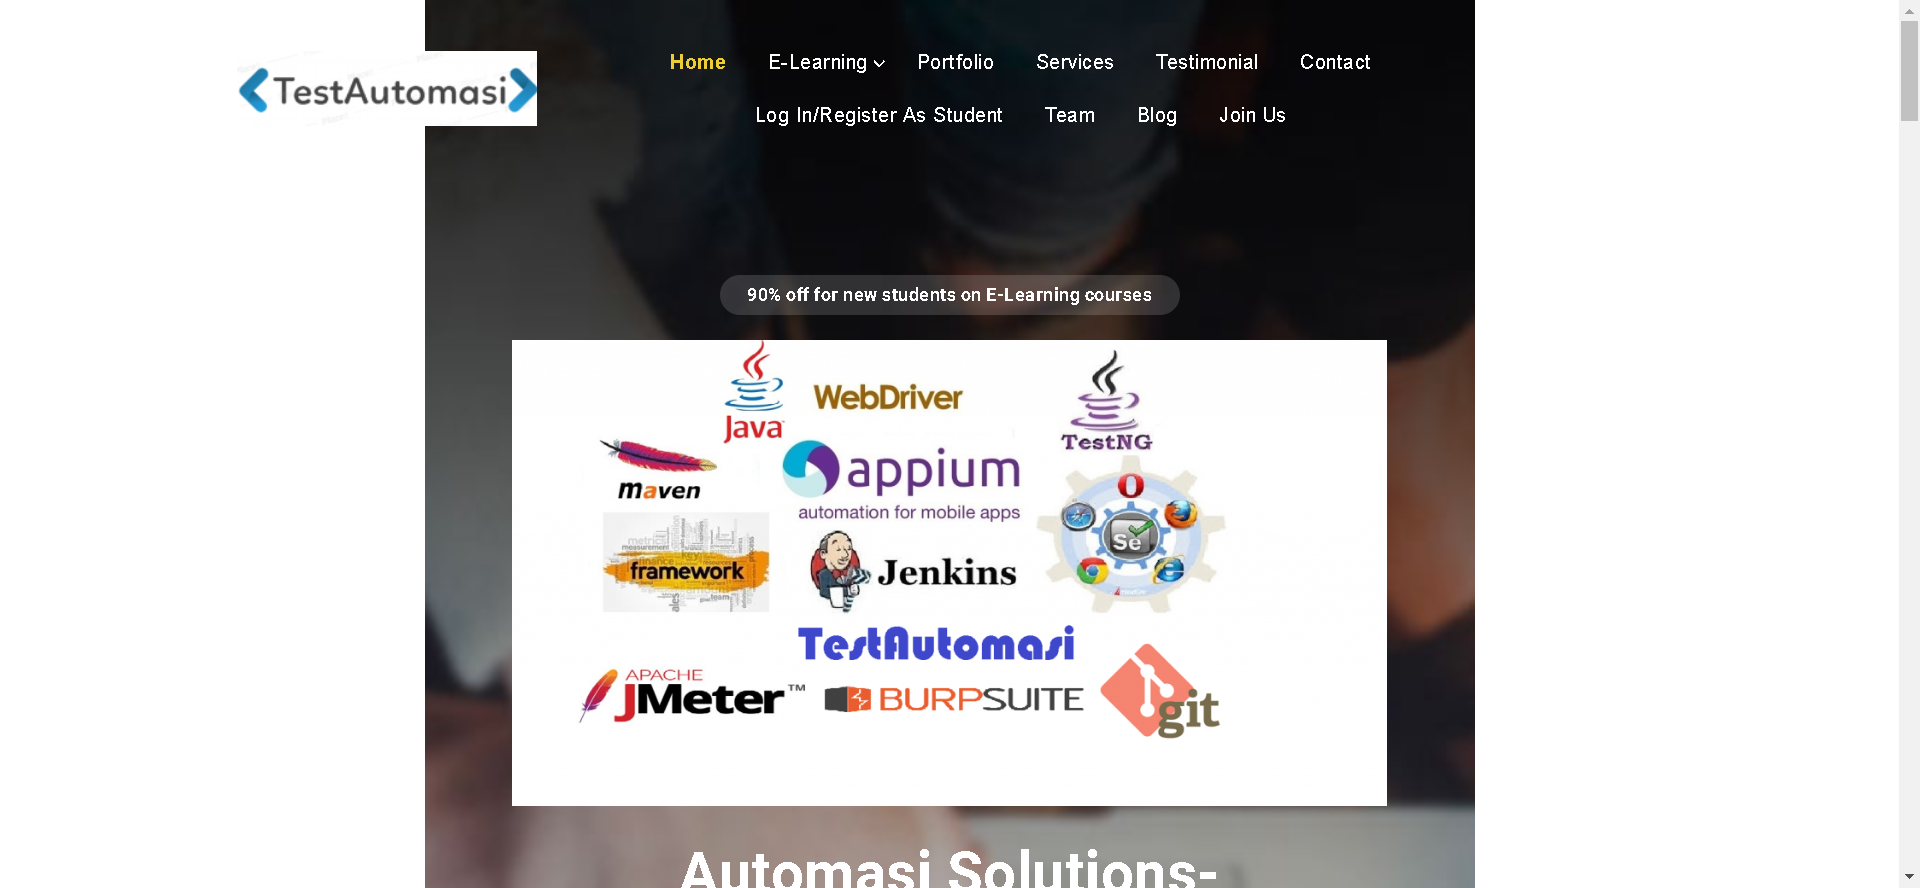 TestAutomasi
Home E-Learning Portfolio Services Testimonial Contact
Log In/Register As Student Team Blog Join Us
90% off for new students on E-Learning courses
Java
WebDriver
TestNG
maven
appium
automation for mobile apps
framework
Jenkins
Se
TestAutomasi
APACHE
JMeter™
BURPSUITE
git
Automasi Solutions-